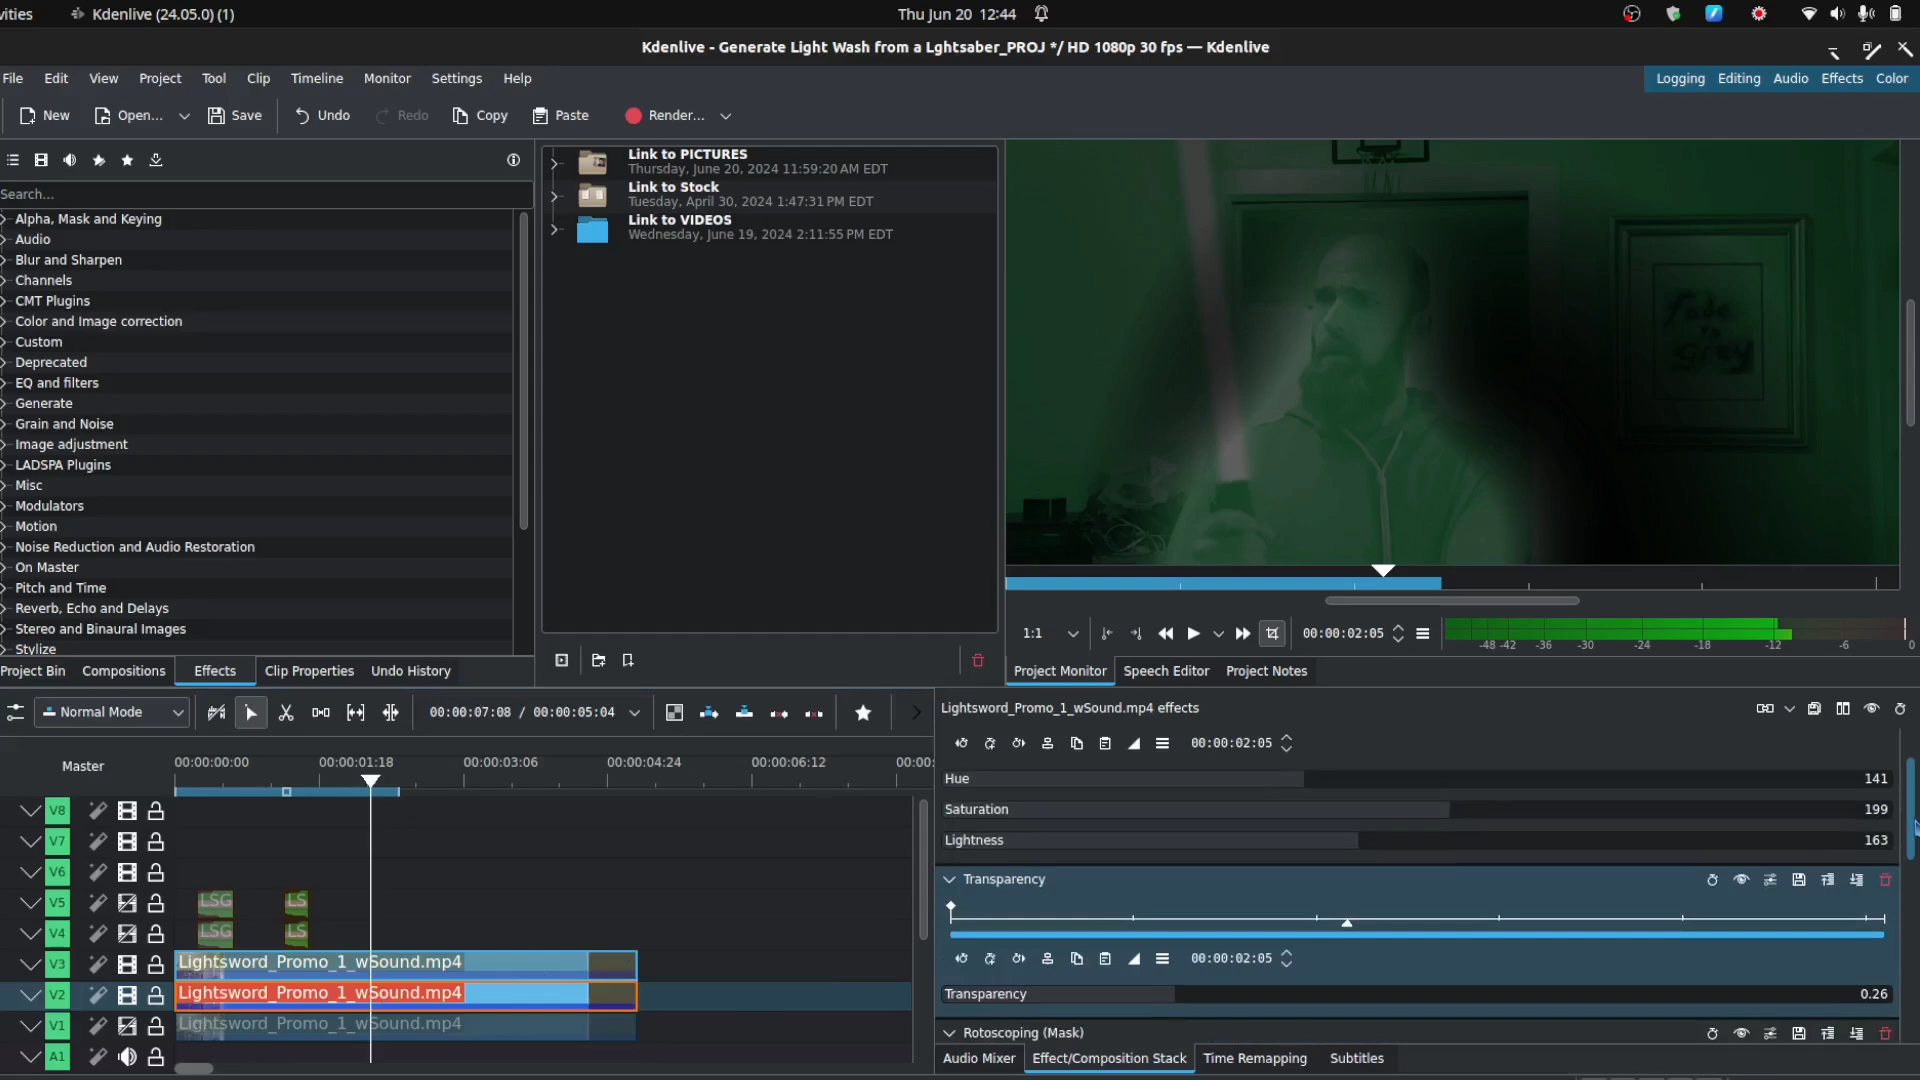 vities
Kdenlive (24.05.0) (1)
Thu Jun 20 12:44
Kdenlive - Generate Light Wash from a Lghtsaber_PROJ */ HD 1080p 30 fps — Kdenlive
File Edit View Project Tool Clip Timeline Monitor Settings Help
Logging Editing Audio Effects Color
New Open... Save Undo Redo Copy Paste Render...
Search...
Alpha, Mask and Keying
Audio
Blur and Sharpen
Channels
CMT Plugins
Color and Image correction
Custom
Deprecated
EQ and filters
Generate
Grain and Noise
Image adjustment
LADSPA Plugins
Misc
Modulators
Motion
Noise Reduction and Audio Restoration
On Master
Pitch and Time
Reverb, Echo and Delays
Stereo and Binaural Images
Stylize
Link to PICTURES
Thursday, June 20, 2024 11:59:20 AM EDT
Link to Stock
Tuesday, April 30, 2024 1:47:31 PM EDT
Link to VIDEOS
Wednesday, June 19, 2024 2:11:55 PM EDT
Fade
to
Grey
1:1
00:00:02:05
-48 -42 -36 -30 -24 -18 -12 -6 0
Project Bin Compositions Effects Clip Properties Undo History
Project Monitor Speech Editor Project Notes
Normal Mode
00:00:07:08 / 00:00:05:04
Master
00:00:00:00 00:00:01:18 00:00:03:06 00:00:04:24 00:00:06:12 00:00:
V8
V7
V6
V5 LSG LS
V4 LSG LS
V3 Lightsword_Promo_1_wSound.mp4
V2 Lightsword_Promo_1_wSound.mp4
V1 Lightsword_Promo_1_wSound.mp4
A1
Lightsword_Promo_1_wSound.mp4 effects
00:00:02:05
Hue 141
Saturation 199
Lightness 163
Transparency
00:00:02:05
Transparency 0.26
Rotoscoping (Mask)
Audio Mixer Effect/Composition Stack Time Remapping Subtitles